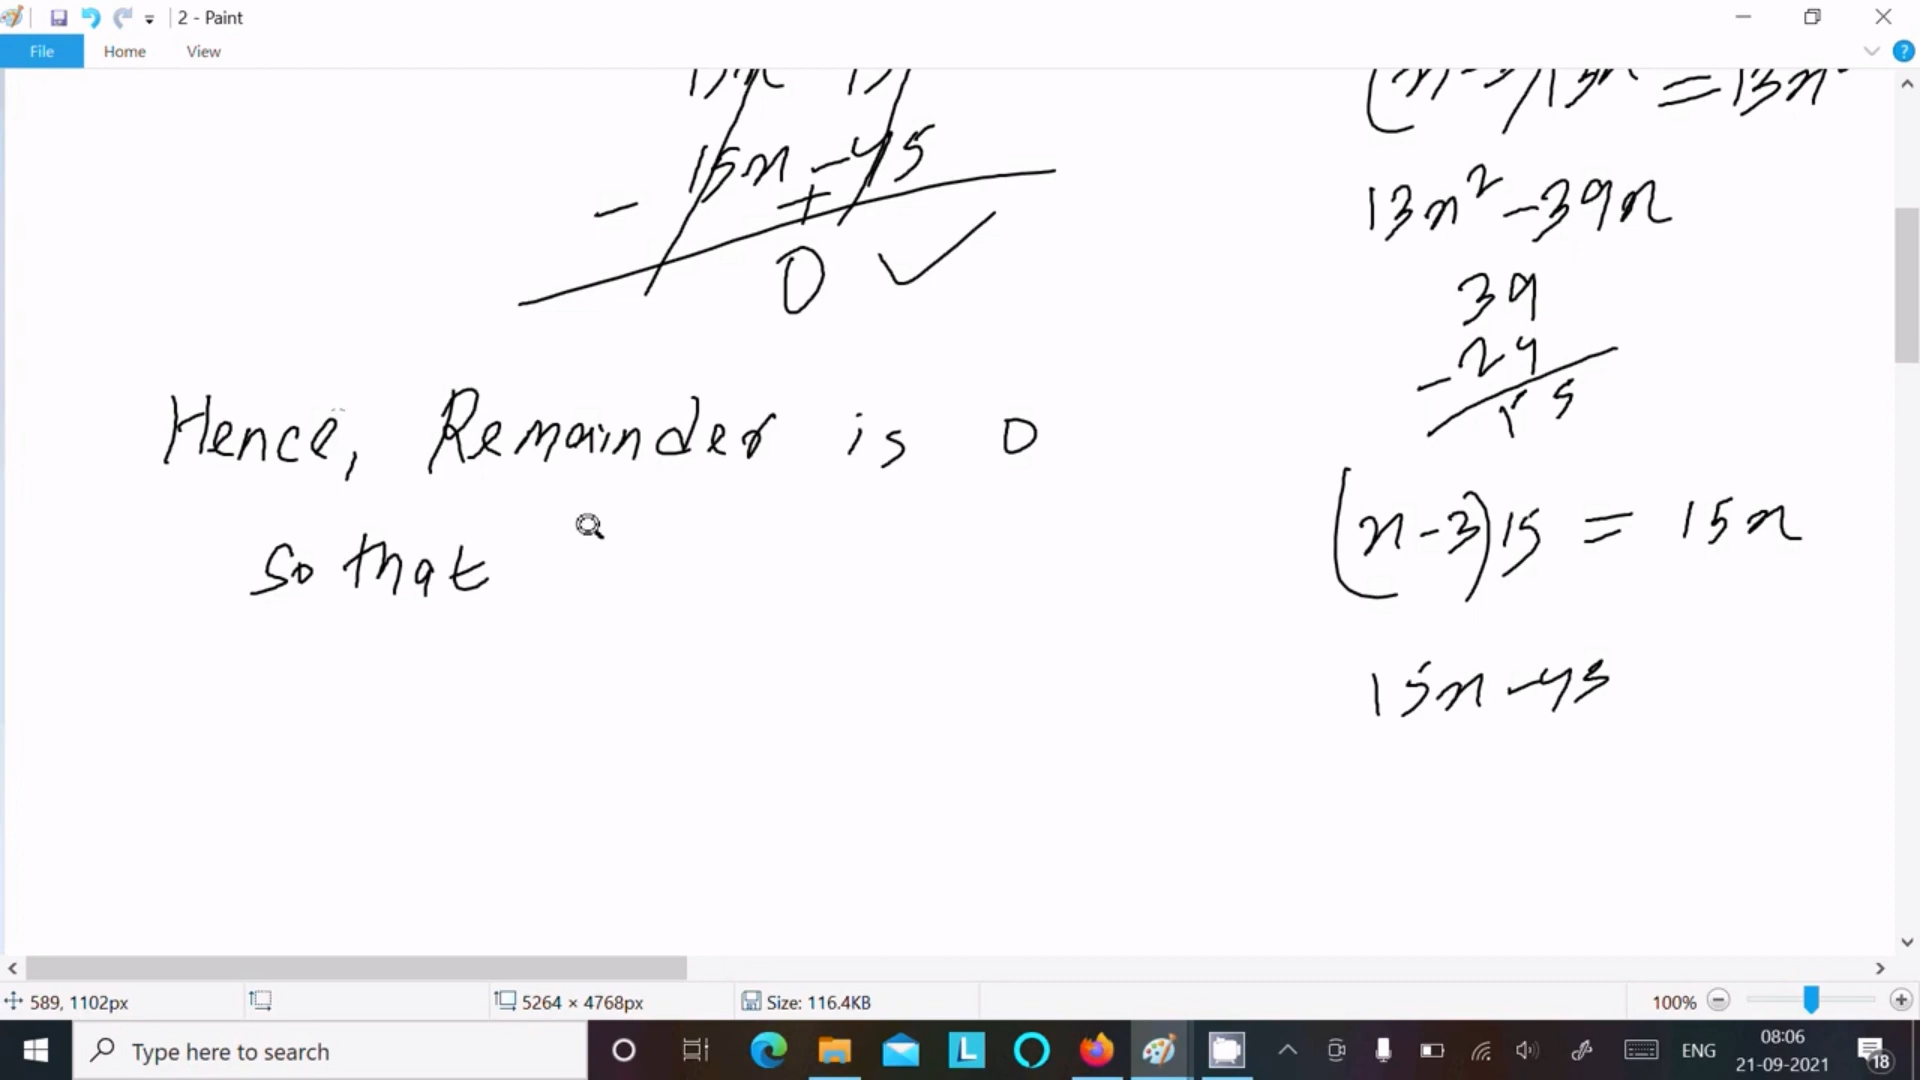 2 - Paint
File Home View
15x - 45
- +
0 ✓
Hence, Remainder is 0
so that
13x² - 39x
39
- 24
15
(x - 3) 15 = 15x
15x - 45
589, 1102px 5264 × 4768px Size: 116.4KB 100%
Type here to search
L
ENG
08:06
21-09-2021
18